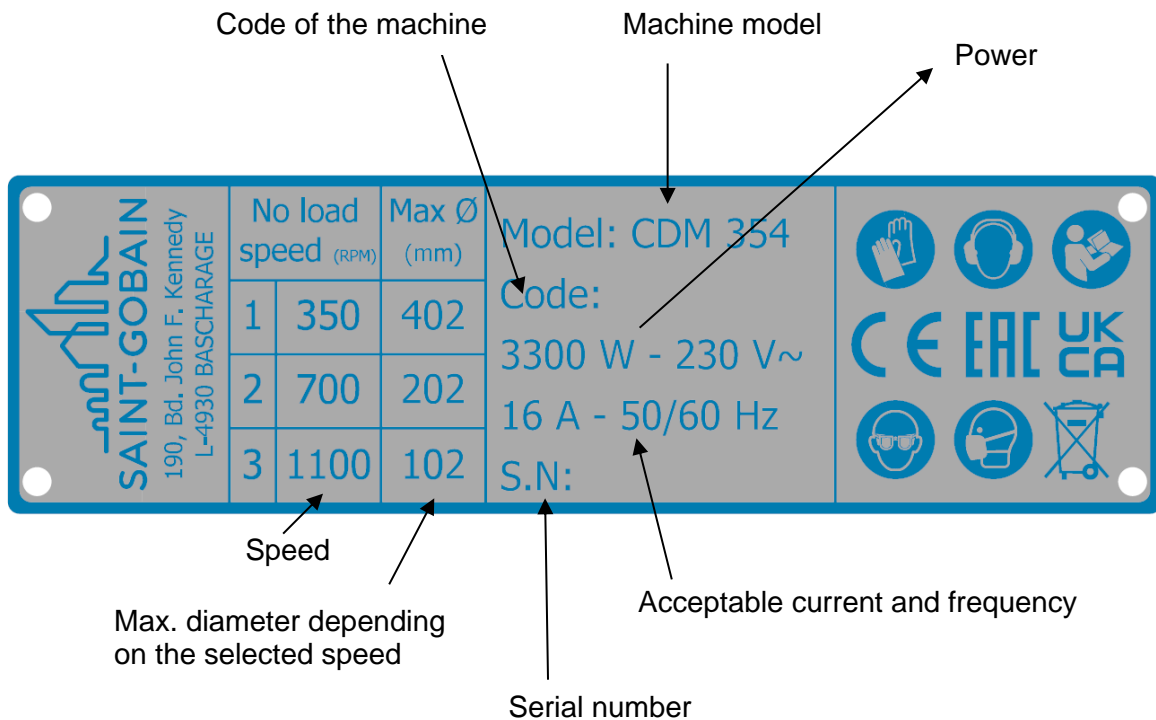 Code of the machine
Machine model
Power
SAINT-GOBAIN
190, Bd. John F. Kennedy
L-4930 BASCHARAGE
No load
speed (RPM)
Max Ø
(mm)
1 350 402
2 700 202
3 1100 102
Model: CDM 354
Code:
3300 W - 230 V~
16 A - 50/60 Hz
S.N:
CE EAC UK
CA
Speed
Max. diameter depending
on the selected speed
Acceptable current and frequency
Serial number